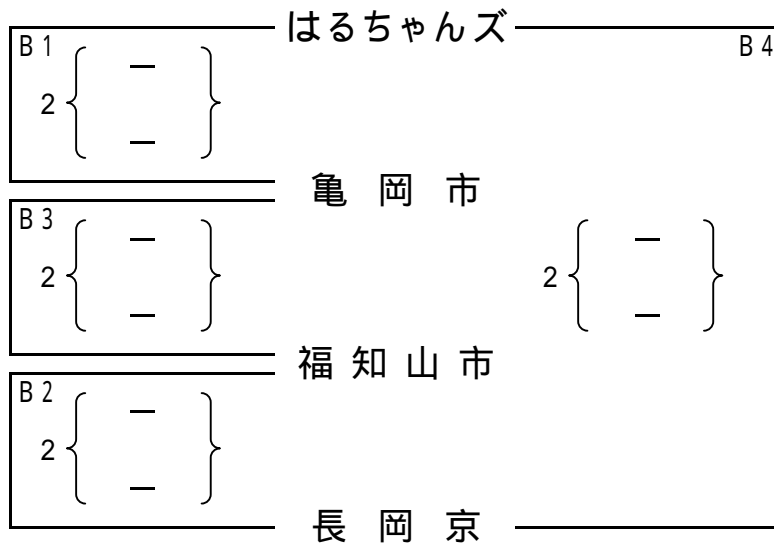 はるちゃんズ
B1
B4
2 { - - }
亀岡市
B3
2 { - - }
2 { - - }
福知山市
B2
2 { - - }
長岡京